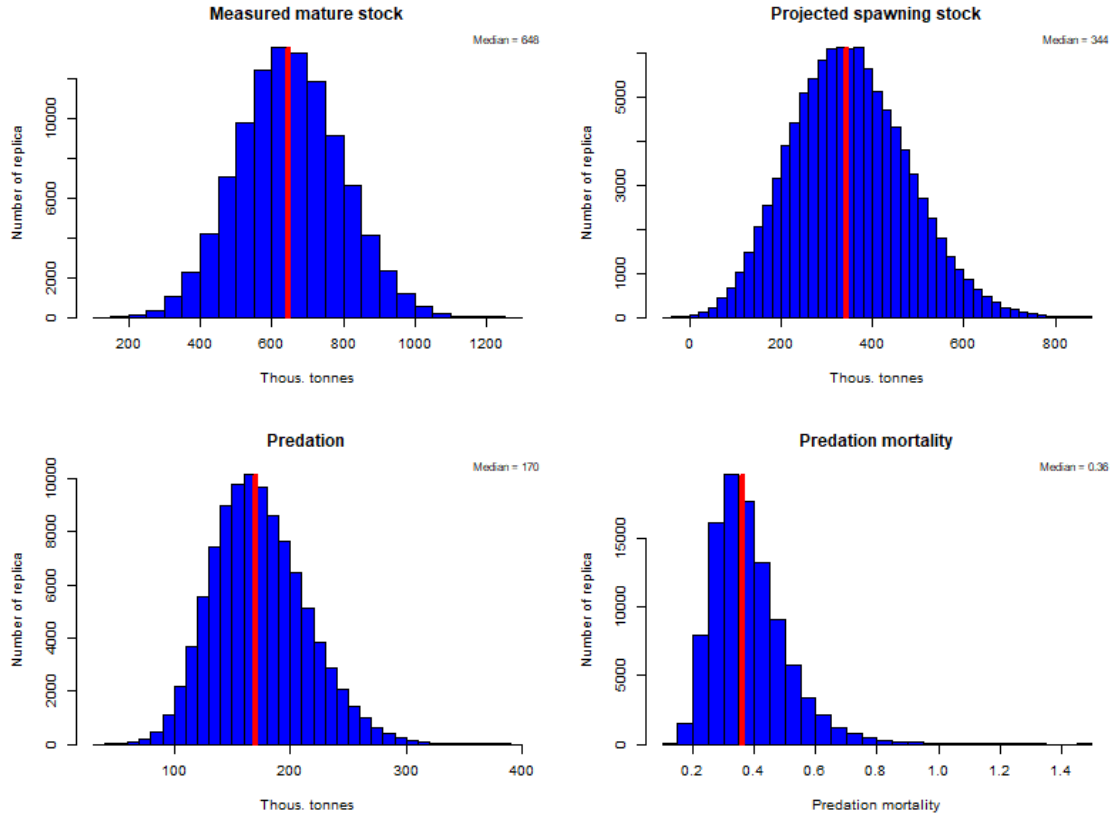 Measured mature stock
Median = 648
Number of replica
0
2000
6000
10000
200
400
600
800
1000
1200
Thous. tonnes
Projected spawning stock
Median = 344
Number of replica
0
1000
3000
5000
0
200
400
600
800
Thous. tonnes
Predation
Median = 170
Number of replica
0
2000
4000
6000
8000
10000
100
200
300
400
Thous. tonnes
Predation mortality
Median = 0.36
Number of replica
0
5000
10000
15000
0.2
0.4
0.6
0.8
1.0
1.2
1.4
Predation mortality